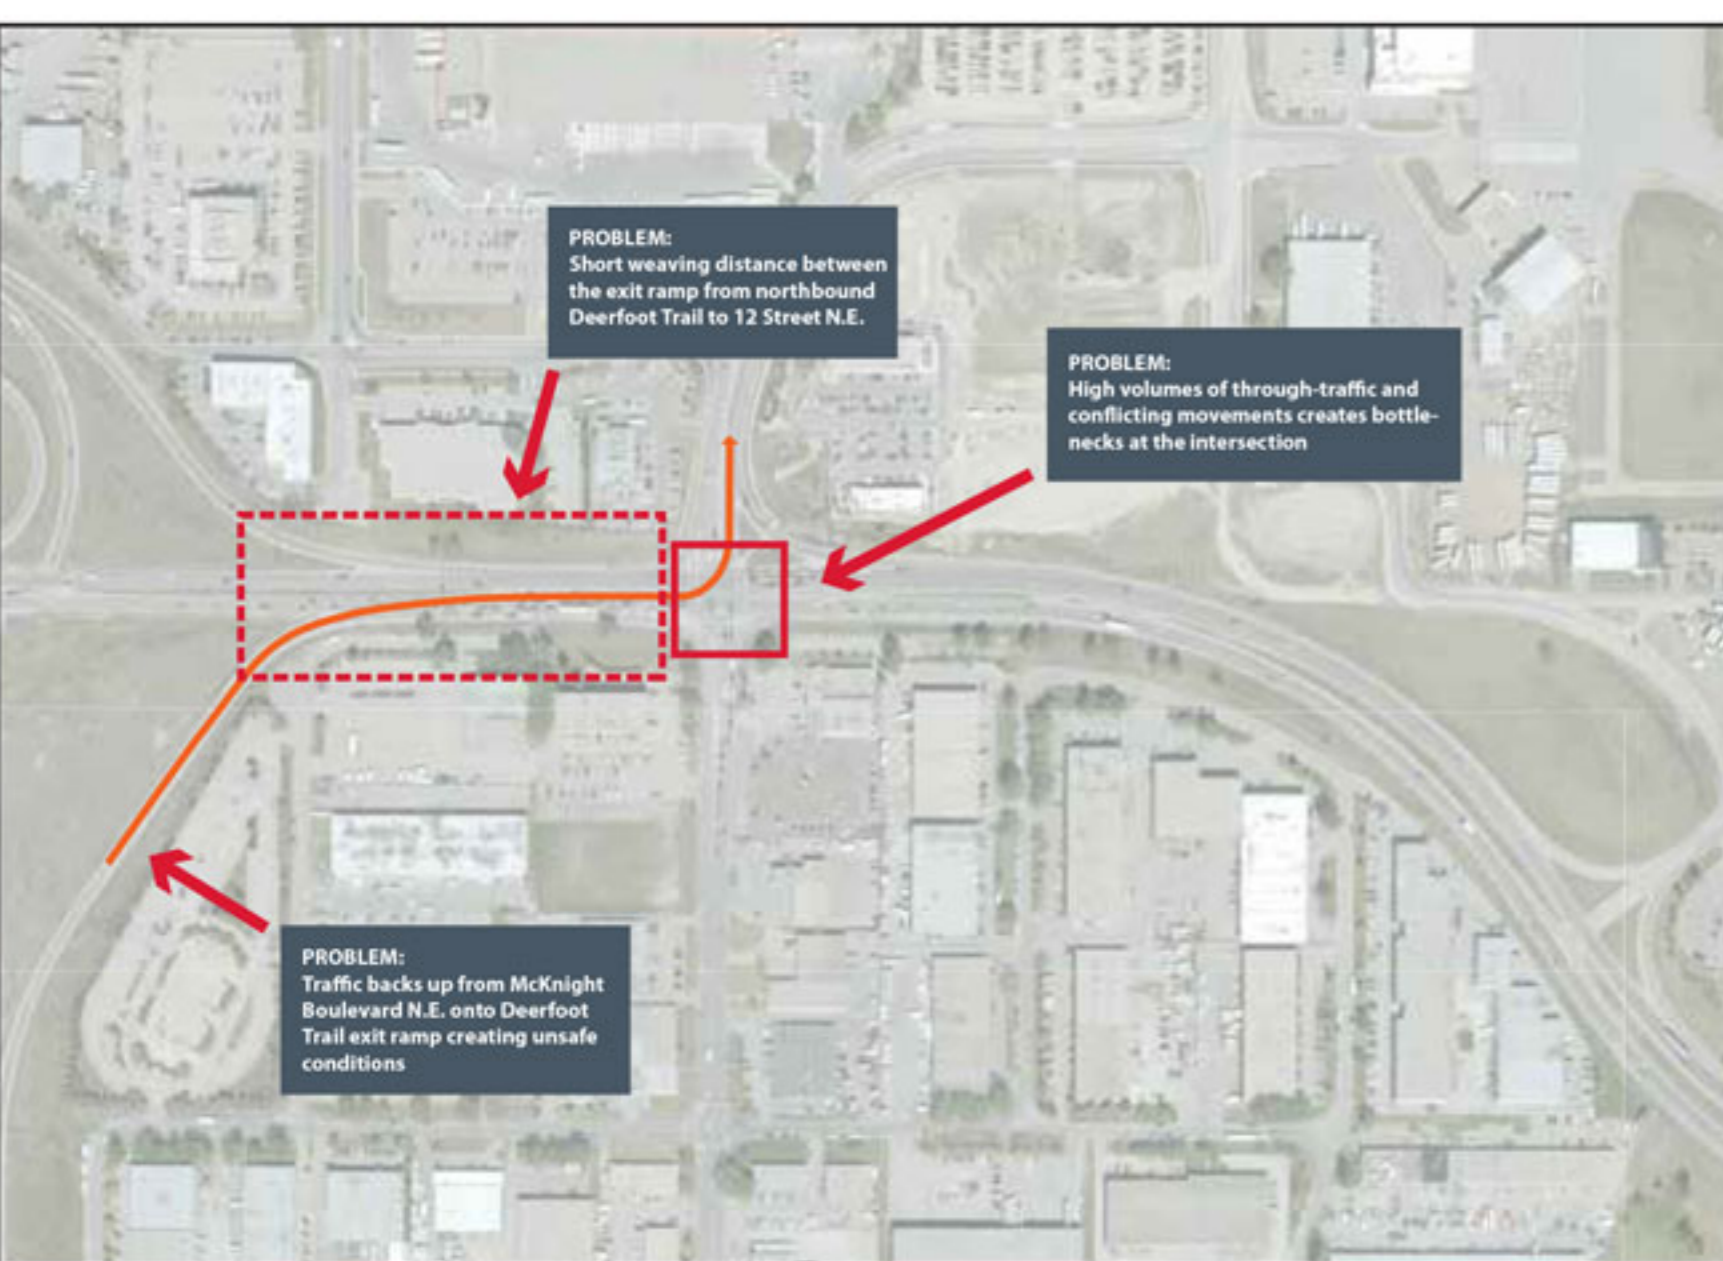 PROBLEM:
Short weaving distance between
the exit ramp from northbound
Deerfoot Trail to 12 Street N.E.
PROBLEM:
High volumes of through-traffic and
conflicting movements creates bottle-
necks at the intersection
PROBLEM:
Traffic backs up from McKnight
Boulevard N.E. onto Deerfoot
Trail exit ramp creating unsafe
conditions